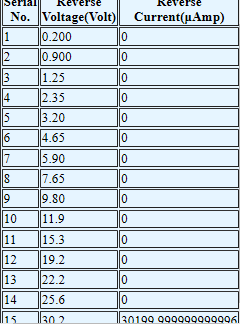 Serial Reverse Reverse
No. Voltage(Volt) Current(µAmp)
1 0.200 0
2 0.900 0
3 1.25 0
4 2.35 0
5 3.20 0
6 4.65 0
7 5.90 0
8 7.65 0
9 9.80 0
10 11.9 0
11 15.3 0
12 19.2 0
13 22.2 0
14 25.6 0
15 30.2 30199.999999999996